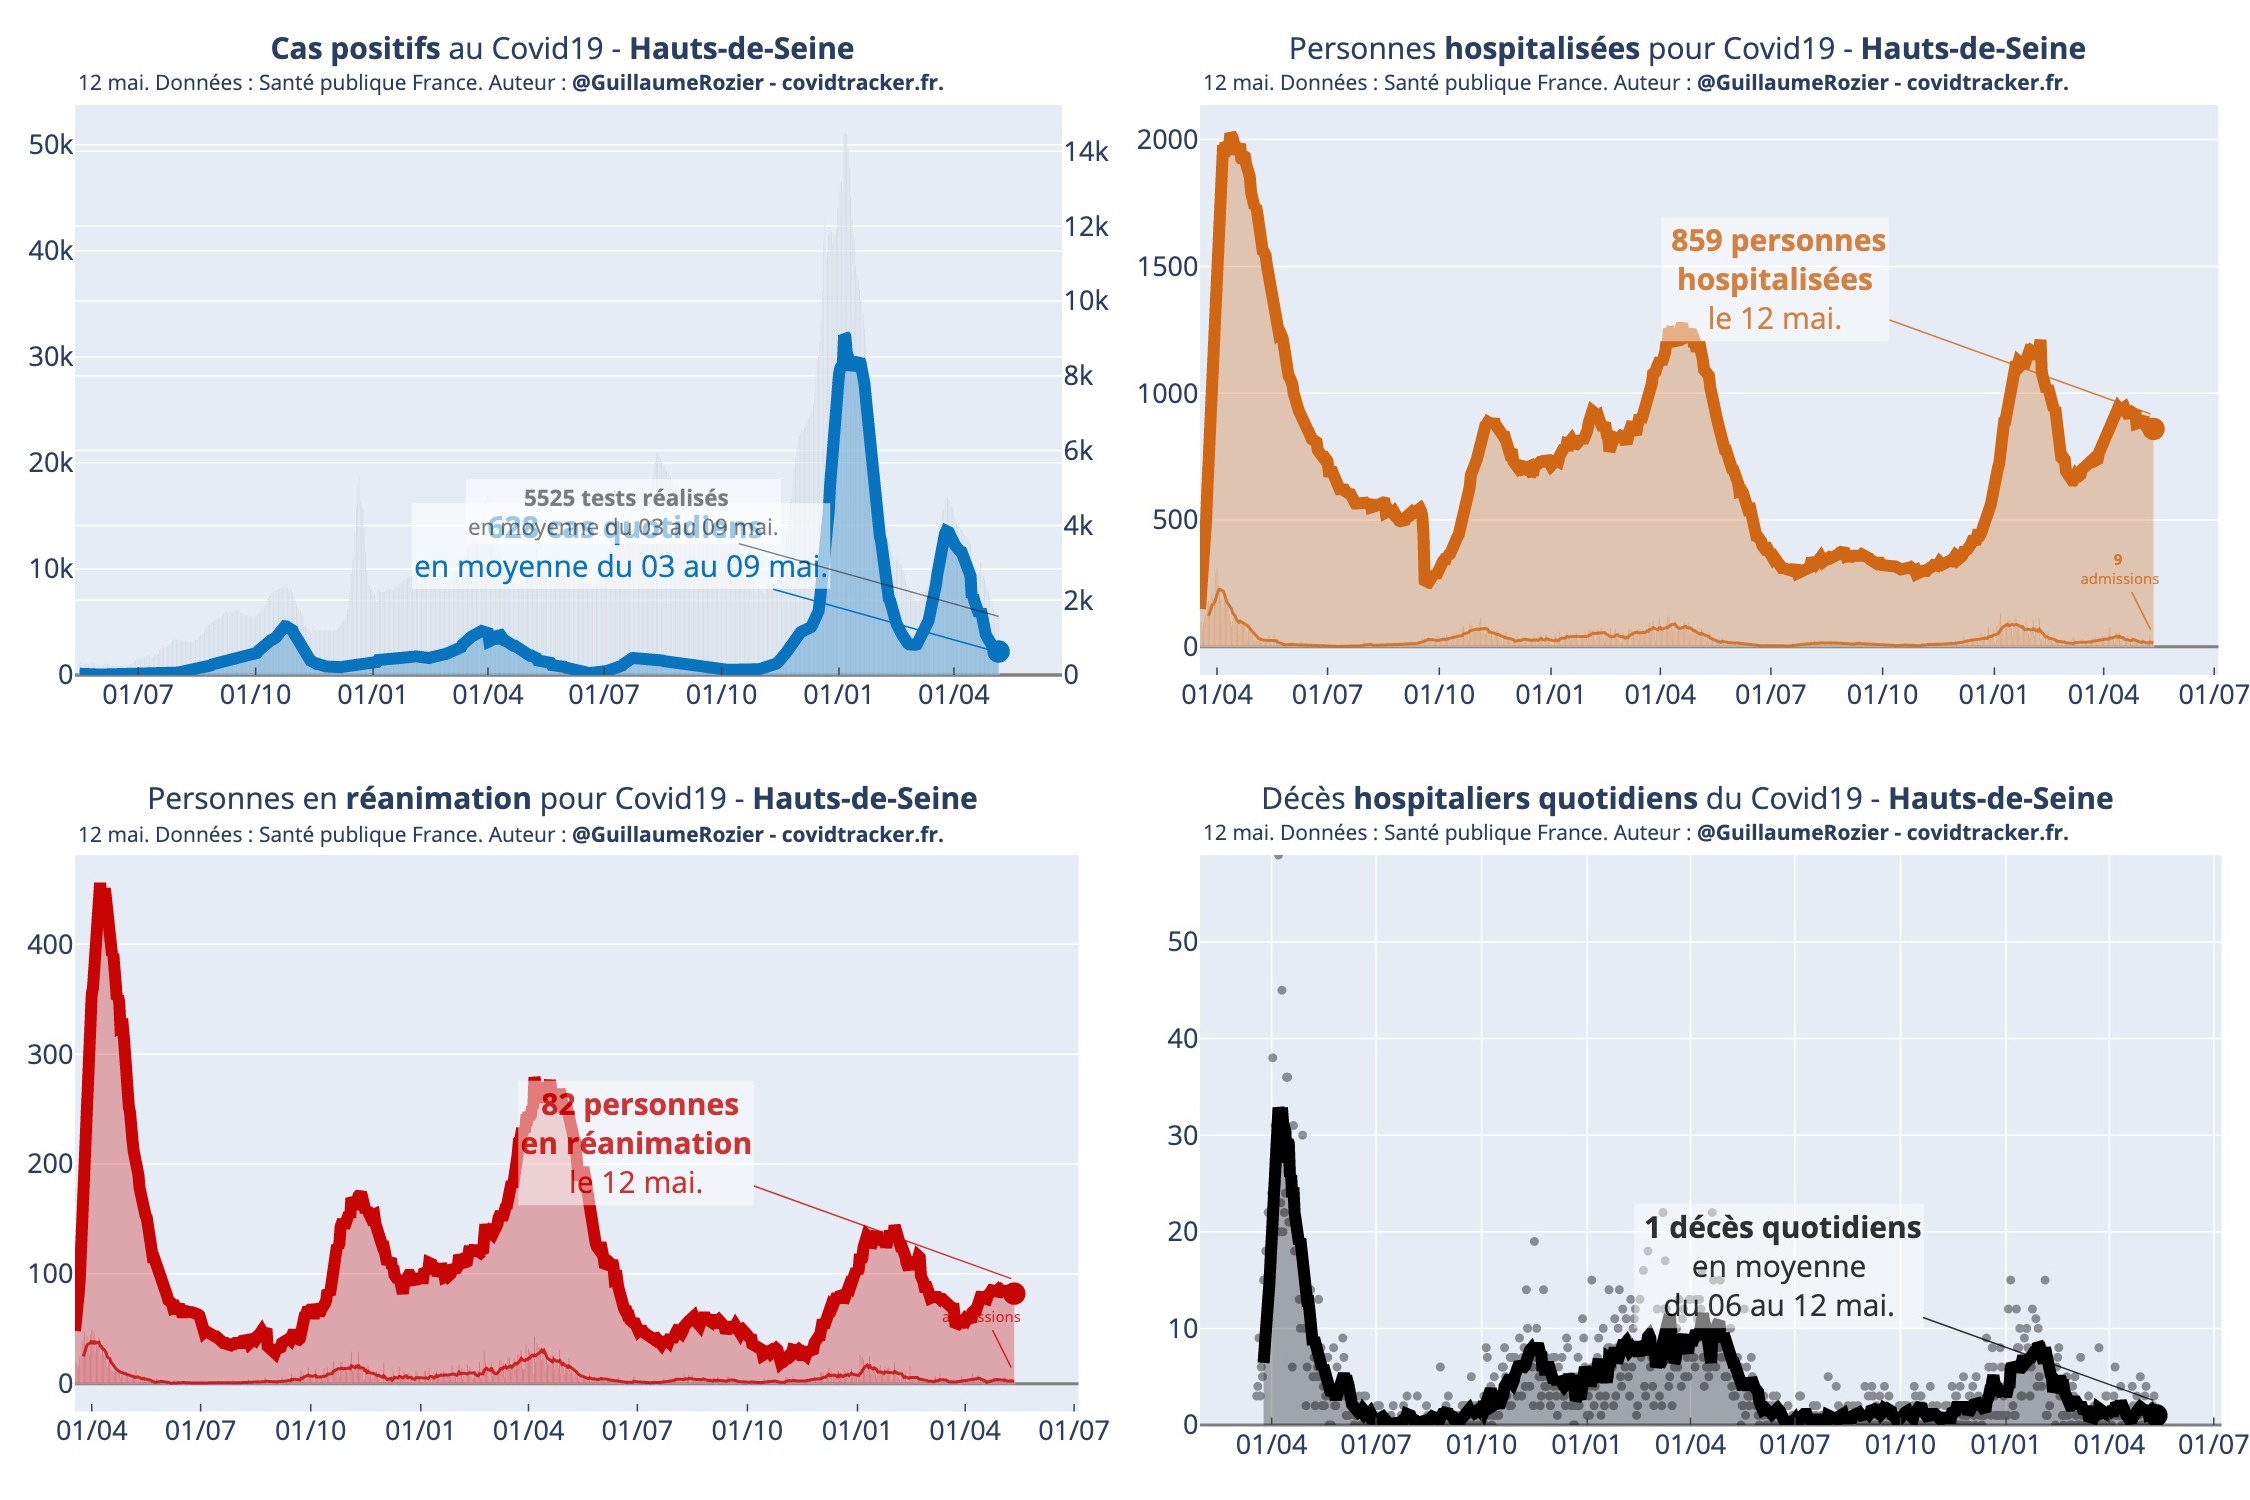 Cas positifs au Covid19 - Hauts-de-Seine
12 mai. Données : Santé publique France. Auteur : @GuillaumeRozier - covidtracker.fr.
50k
40k
30k
20k
10k
0
14k
12k
10k
8k
6k
4k
2k
0
5525 tests réalisés
en moyenne du 03 au 09 mai.
628 cas quotidiens
en moyenne du 03 au 09 mai.
01/07 01/10 01/01 01/04 01/07 01/10 01/01 01/04
Personnes hospitalisées pour Covid19 - Hauts-de-Seine
12 mai. Données : Santé publique France. Auteur : @GuillaumeRozier - covidtracker.fr.
2000
1500
1000
500
0
859 personnes
hospitalisées
le 12 mai.
9
admissions
01/04 01/07 01/10 01/01 01/04 01/07 01/10 01/01 01/04 01/07
Personnes en réanimation pour Covid19 - Hauts-de-Seine
12 mai. Données : Santé publique France. Auteur : @GuillaumeRozier - covidtracker.fr.
400
300
200
100
0
82 personnes
en réanimation
le 12 mai.
admissions
01/04 01/07 01/10 01/01 01/04 01/07 01/10 01/01 01/04 01/07
Décès hospitaliers quotidiens du Covid19 - Hauts-de-Seine
12 mai. Données : Santé publique France. Auteur : @GuillaumeRozier - covidtracker.fr.
50
40
30
20
10
0
1 décès quotidiens
en moyenne
du 06 au 12 mai.
01/04 01/07 01/10 01/01 01/04 01/07 01/10 01/01 01/04 01/07